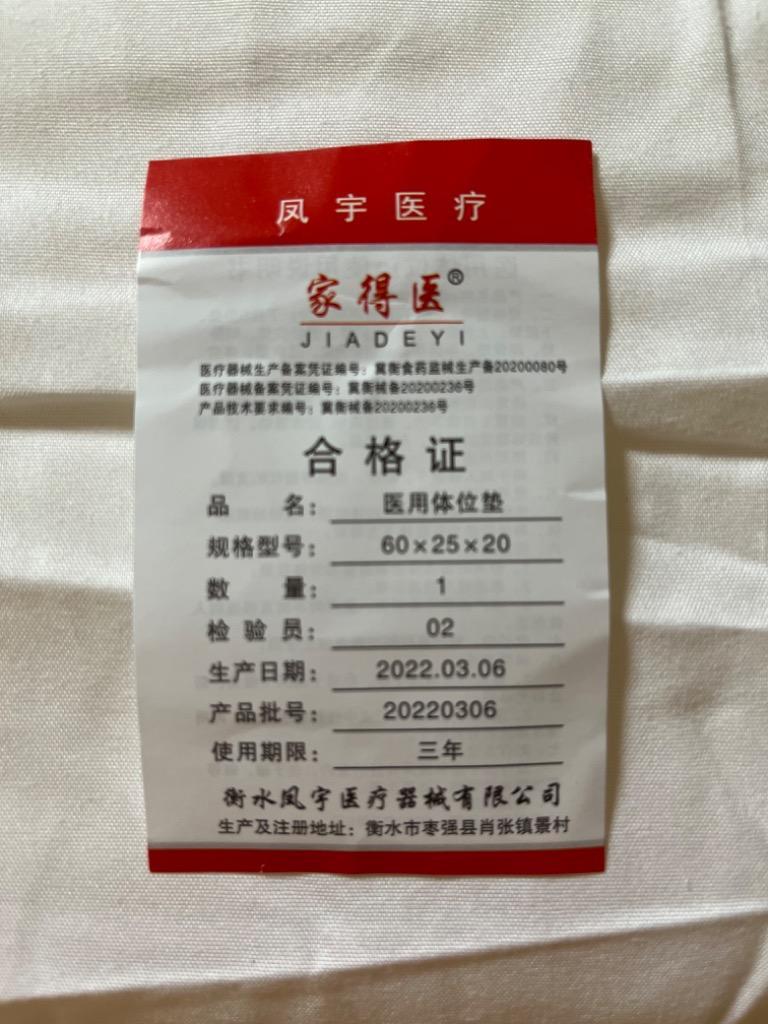 凤宇医疗
家得医®
JIADEYI
医疗器械生产备案凭证编号：冀衡食药监械生产备20200080号
医疗器械备案凭证编号：冀衡械备20200236号
产品技术要求编号：冀衡械备20200236号
合格证
品 名： 医用体位垫
规格型号： 60×25×20
数 量： 1
检 验 员： 02
生产日期： 2022.03.06
产品批号： 20220306
使用期限： 三年
衡水凤宇医疗器械有限公司
生产及注册地址：衡水市枣强县肖张镇景村